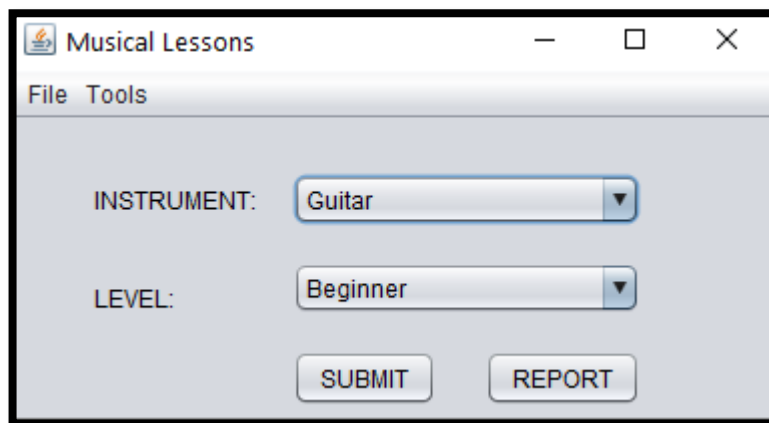 Musical Lessons
File Tools
INSTRUMENT: Guitar
LEVEL: Beginner
SUBMIT REPORT